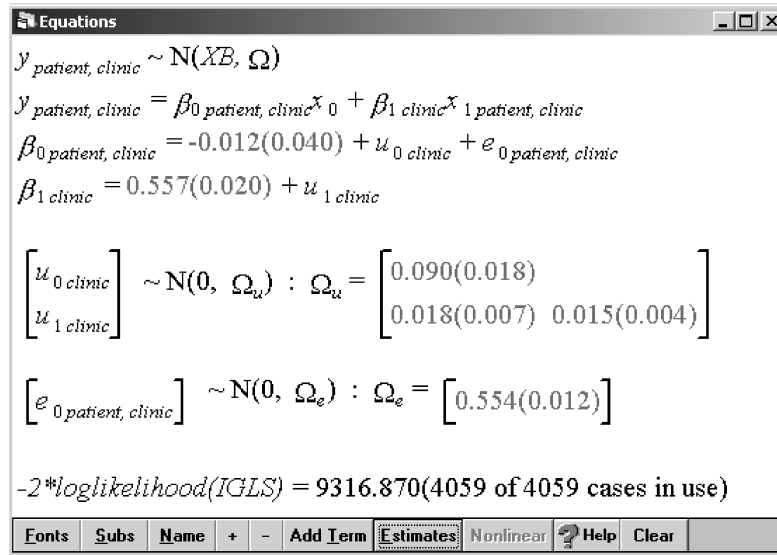 Equations
y patient, clinic ~ N(XB, Ω)
y patient, clinic = β0 patient, clinic x 0 + β1 clinic x 1 patient, clinic
β0 patient, clinic = -0.012(0.040) + u 0 clinic + e 0 patient, clinic
β1 clinic = 0.557(0.020) + u 1 clinic
[u 0 clinic] ~ N(0, Ωu) : Ωu = [0.090(0.018)
[u 1 clinic] 0.018(0.007) 0.015(0.004)]
[e 0 patient, clinic] ~ N(0, Ωe) : Ωe = [0.554(0.012)]
-2*loglikelihood(IGLS) = 9316.870(4059 of 4059 cases in use)
Fonts Subs Name + - Add Term Estimates Nonlinear ? Help Clear